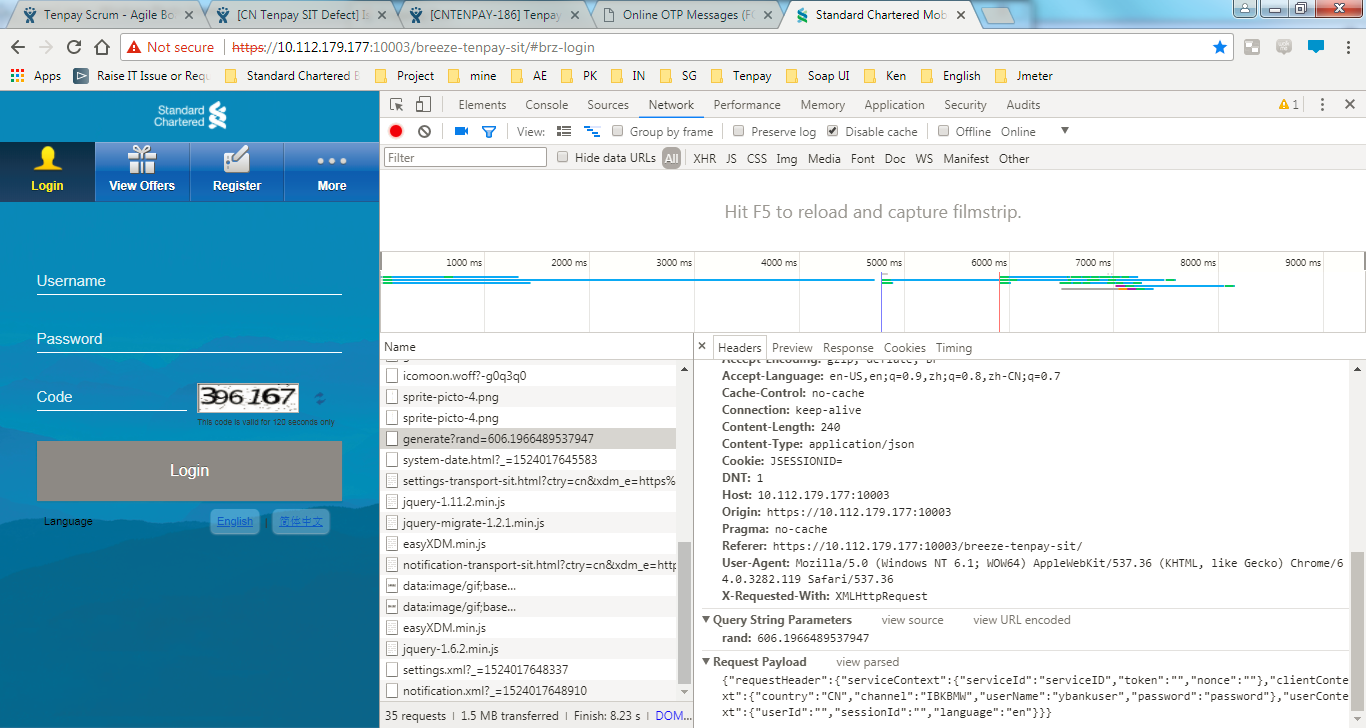 Tenpay Scrum - Agile Bo
[CN Tenpay SIT Defect] Is
[CNTENPAY-186] Tenpay
Online OTP Messages (FC
Standard Chartered Mob
Not secure
https://10.112.179.177:10003/breeze-tenpay-sit/#brz-login
Apps
Raise IT Issue or Requ
Standard Chartered B
Project
mine
AE
PK
IN
SG
Tenpay
Soap UI
Ken
English
Jmeter
Standard
Chartered
Login
View Offers
Register
More
Username
Password
Code
396167
This code is valid for 120 seconds only
Login
Language
English
|
简体中文
Elements
Console
Sources
Network
Performance
Memory
Application
Security
Audits
1
View:
Group by frame
Preserve log
Disable cache
Offline
Online
Filter
Hide data URLs
All
XHR
JS
CSS
Img
Media
Font
Doc
WS
Manifest
Other
Hit F5 to reload and capture filmstrip.
1000 ms
2000 ms
3000 ms
4000 ms
5000 ms
6000 ms
7000 ms
8000 ms
9000 ms
Name
icomoon.woff?-g0q3q0
sprite-picto-4.png
sprite-picto-4.png
generate?rand=606.1966489537947
system-date.html?_=1524017645583
settings-transport-sit.html?ctry=cn&xdm_e=https%
jquery-1.11.2.min.js
jquery-migrate-1.2.1.min.js
easyXDM.min.js
notification-transport-sit.html?ctry=cn&xdm_e=http
data:image/gif;base...
data:image/gif;base...
easyXDM.min.js
jquery-1.6.2.min.js
settings.xml?_=1524017648337
notification.xml?_=1524017648910
35 requests | 1.5 MB transferred | Finish: 8.23 s | DOM...
Headers
Preview
Response
Cookies
Timing
Accept-Encoding: gzip, deflate, br
Accept-Language: en-US,en;q=0.9,zh;q=0.8,zh-CN;q=0.7
Cache-Control: no-cache
Connection: keep-alive
Content-Length: 240
Content-Type: application/json
Cookie: JSESSIONID=
DNT: 1
Host: 10.112.179.177:10003
Origin: https://10.112.179.177:10003
Pragma: no-cache
Referer: https://10.112.179.177:10003/breeze-tenpay-sit/
User-Agent: Mozilla/5.0 (Windows NT 6.1; WOW64) AppleWebKit/537.36 (KHTML, like Gecko) Chrome/6
4.0.3282.119 Safari/537.36
X-Requested-With: XMLHttpRequest
Query String Parameters
view source
view URL encoded
rand: 606.1966489537947
Request Payload
view parsed
{"requestHeader":{"serviceContext":{"serviceId":"serviceID","token":"","nonce":""},"clientConte
xt":{"country":"CN","channel":"IBKBMW","userName":"ybankuser","password":"password"},"userConte
xt":{"userId":"","sessionId":"","language":"en"}}}